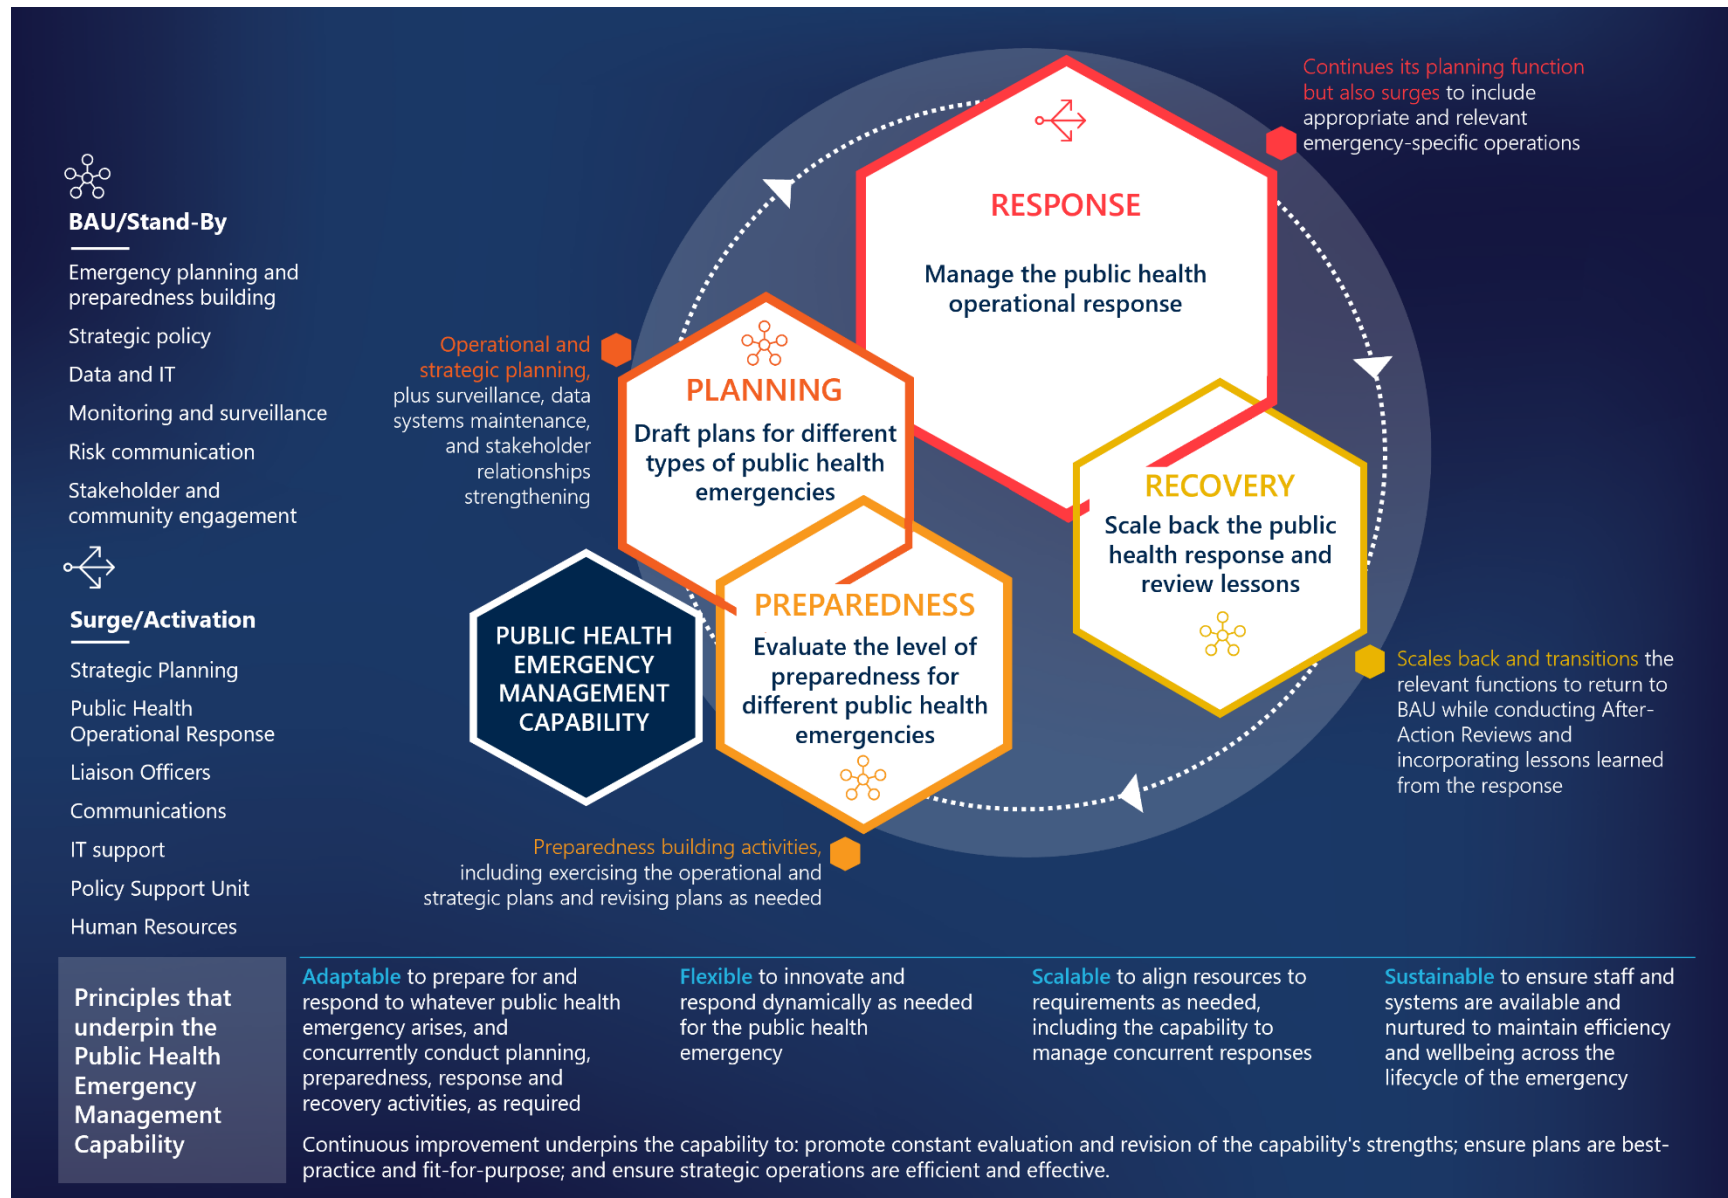 BAU/Stand-By
Emergency planning and
preparedness building
Strategic policy
Data and IT
Monitoring and surveillance
Risk communication
Stakeholder and
community engagement
Surge/Activation
Strategic Planning
Public Health
Operational Response
Liaison Officers
Communications
IT support
Policy Support Unit
Human Resources
Continues its planning function
but also surges to include
appropriate and relevant
emergency-specific operations
RESPONSE
Manage the public health
operational response
Operational and
strategic planning,
plus surveillance, data
systems maintenance,
and stakeholder
relationships
strengthening
PLANNING
Draft plans for different
types of public health
emergencies
RECOVERY
Scale back the public
health response and
review lessons
PUBLIC HEALTH
EMERGENCY
MANAGEMENT
CAPABILITY
PREPAREDNESS
Evaluate the level of
preparedness for
different public health
emergencies
Scales back and transitions the
relevant functions to return to
BAU while conducting After-
Action Reviews and
incorporating lessons learned
from the response
Preparedness building activities,
including exercising the operational and
strategic plans and revising plans as needed
Principles that
underpin the
Public Health
Emergency
Management
Capability
Adaptable to prepare for and
respond to whatever public health
emergency arises, and
concurrently conduct planning,
preparedness, response and
recovery activities, as required
Flexible to innovate and
respond dynamically as needed
for the public health
emergency
Scalable to align resources to
requirements as needed,
including the capability to
manage concurrent responses
Sustainable to ensure staff and
systems are available and
nurtured to maintain efficiency
and wellbeing across the
lifecycle of the emergency
Continuous improvement underpins the capability to: promote constant evaluation and revision of the capability's strengths; ensure plans are best-
practice and fit-for-purpose; and ensure strategic operations are efficient and effective.